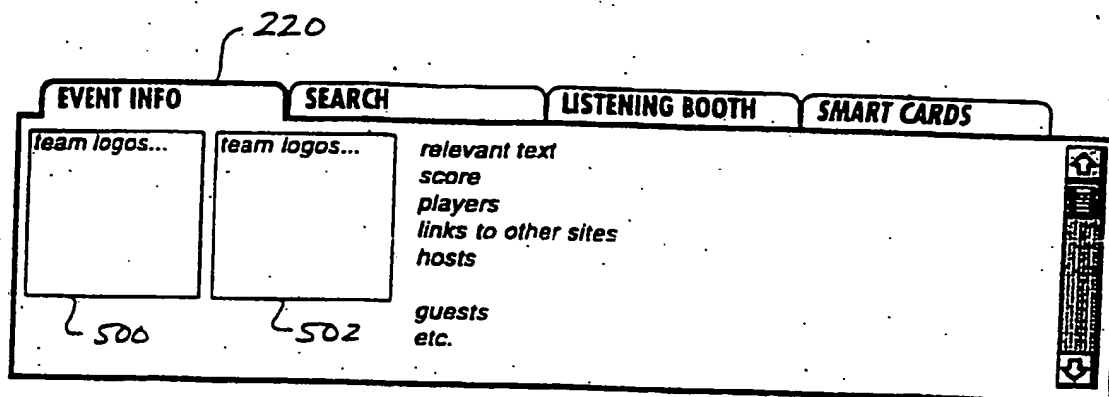 220
EVENT INFO SEARCH LISTENING BOOTH SMART CARDS
team logos... team logos... relevant text
score
players
links to other sites
hosts
guests
etc.
500 502